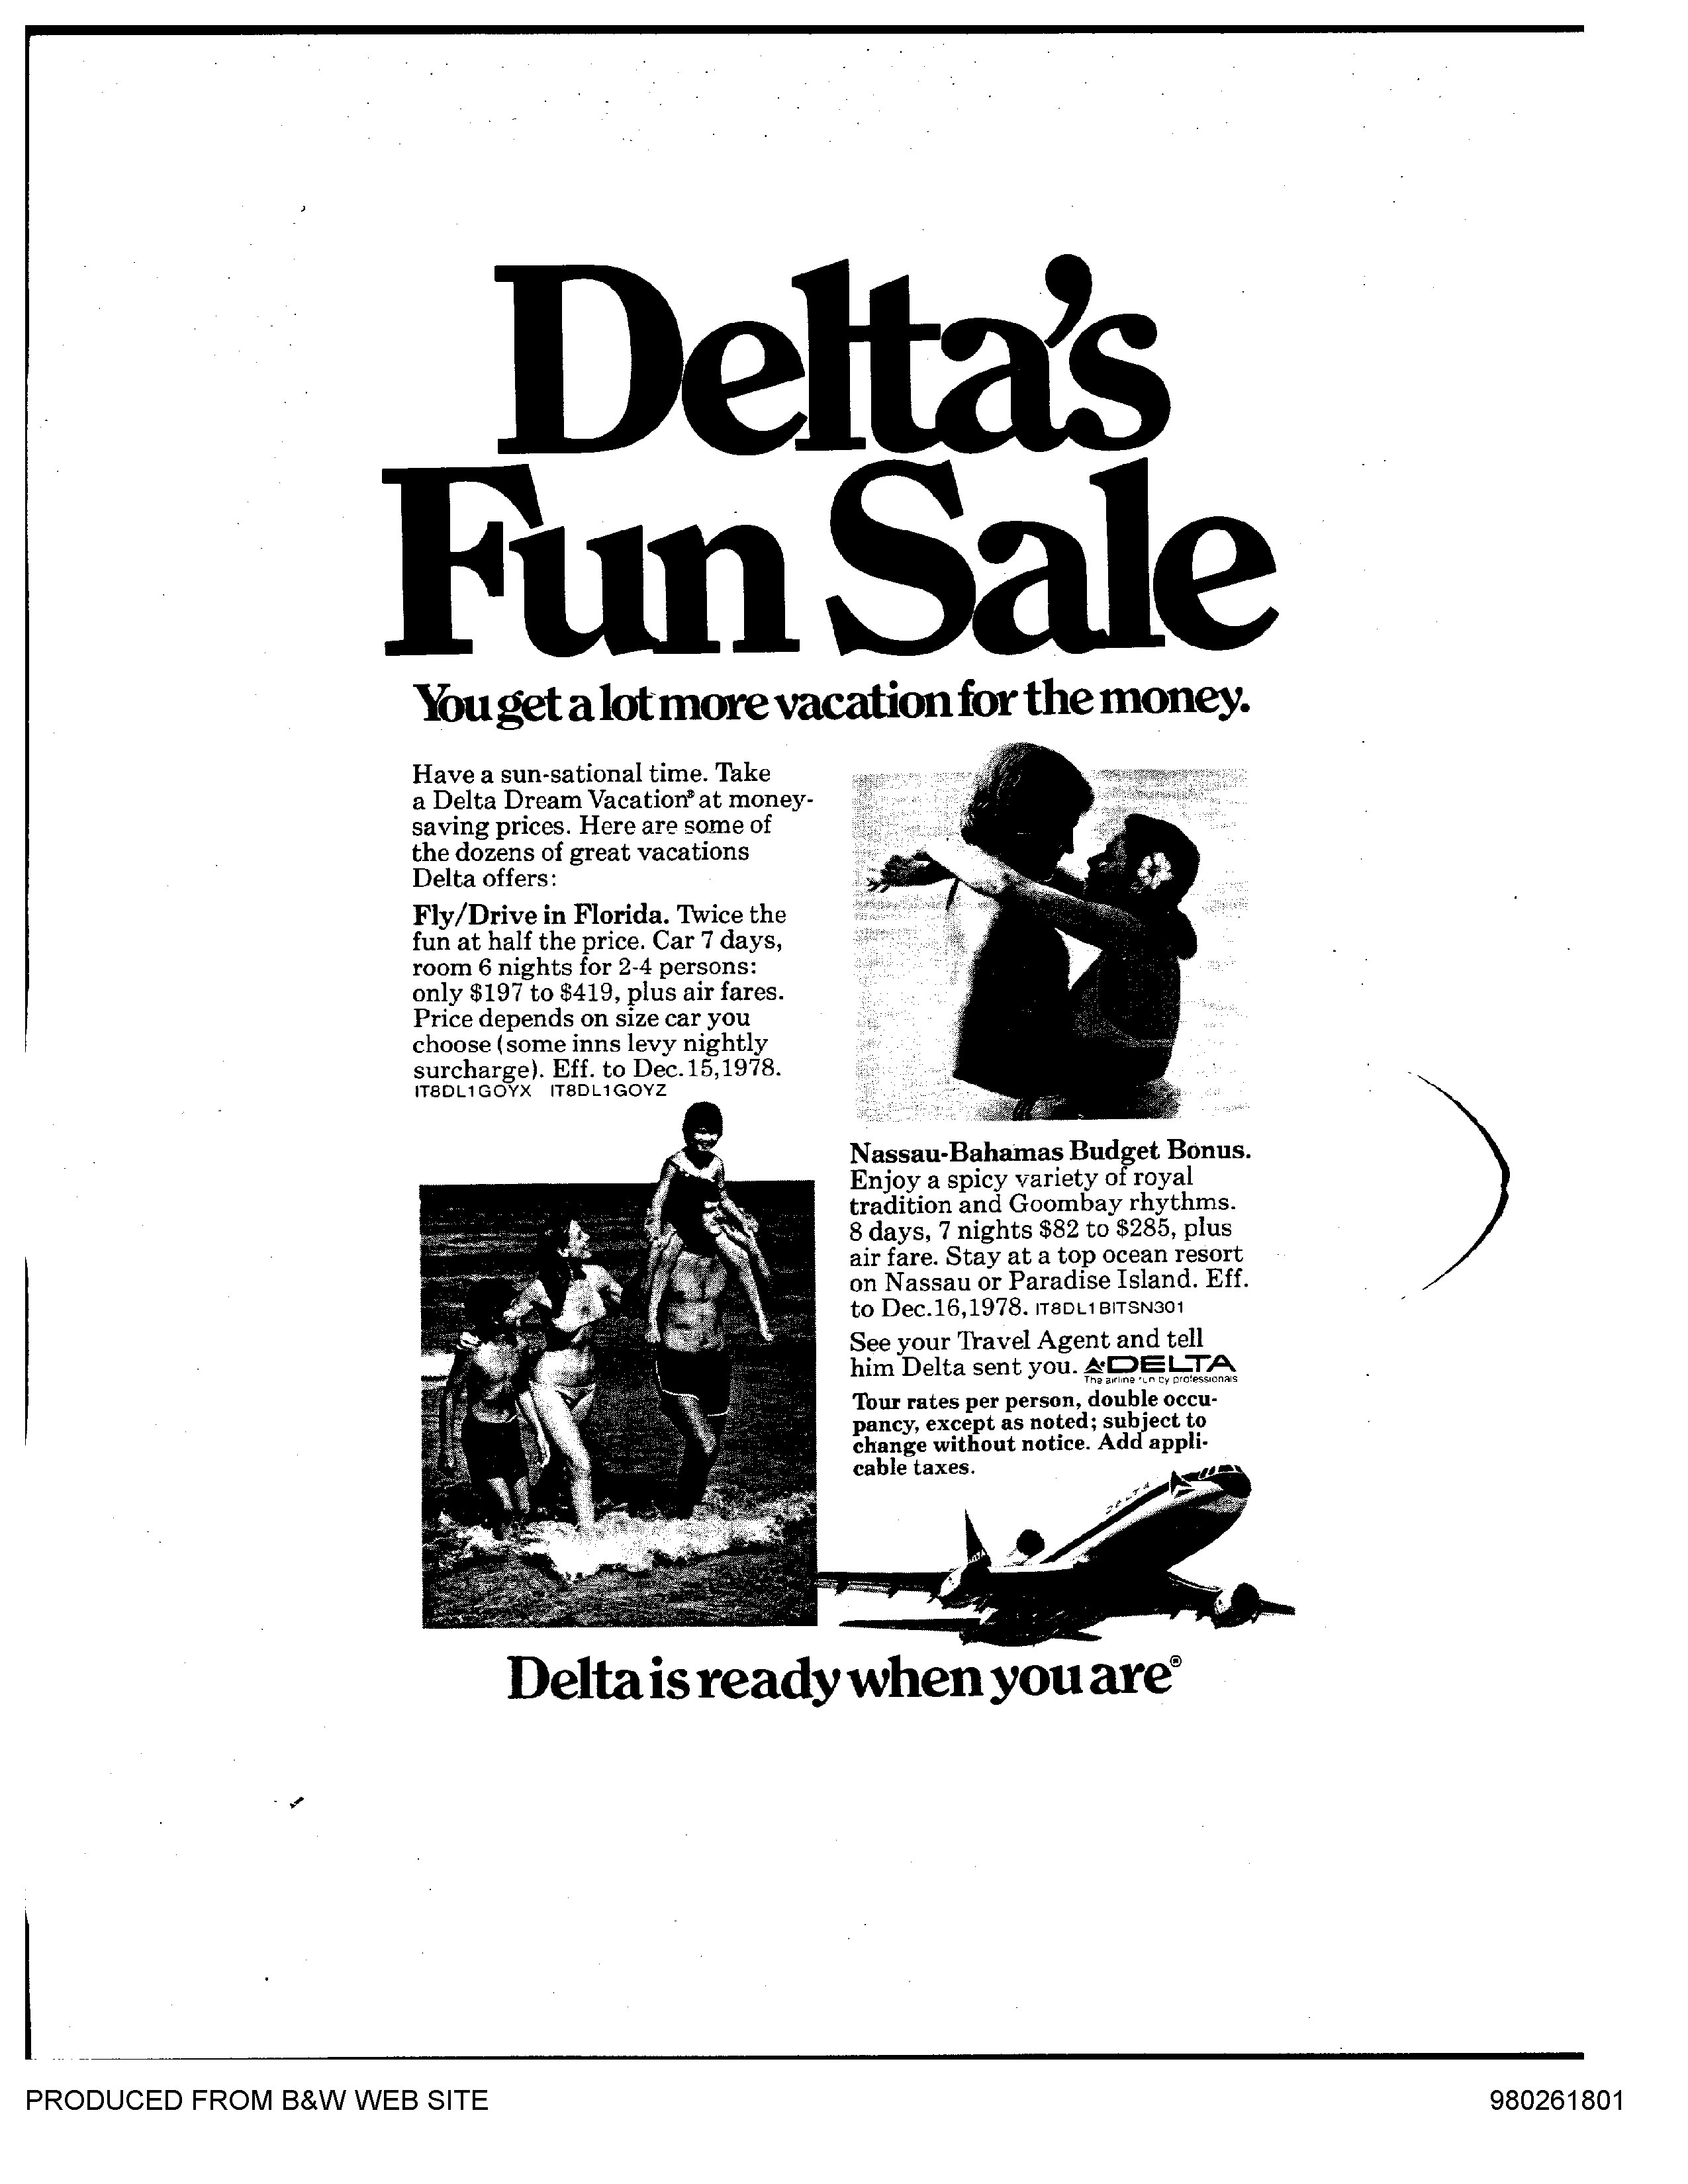 Delta's
Fun Sale
You get a lot more vacation for the money.
Have a sun-sational time. Take
a Delta Dream Vacation® at money-
saving prices. Here are some of
the dozens of great vacations
Delta offers:
Fly/Drive in Florida. Twice the
fun at half the price. Car 7 days,
room 6 nights for 2-4 persons:
only $197 to $419, plus air fares.
Price depends on size car you
choose (some inns levy nightly
surcharge). Eff. to Dec. 15, 1978.
IT8DL1GOYX IT8DL1GOYZ
Nassau-Bahamas Budget Bonus.
Enjoy a spicy variety of royal
tradition and Goombay rhythms.
8 days, 7 nights $82 to $285, plus
air fare. Stay at a top ocean resort
on Nassau or Paradise Island. Eff.
to Dec. 16, 1978. IT8DL1BITSN301
See your Travel Agent and tell
him Delta sent you. DELTA
The airline run by professionals
Tour rates per person, double occu-
pancy, except as noted; subject to
change without notice. Add appli-
cable taxes.
DELTA
DELTA
Delta is ready when you are®
PRODUCED FROM B&W WEB SITE
980261801